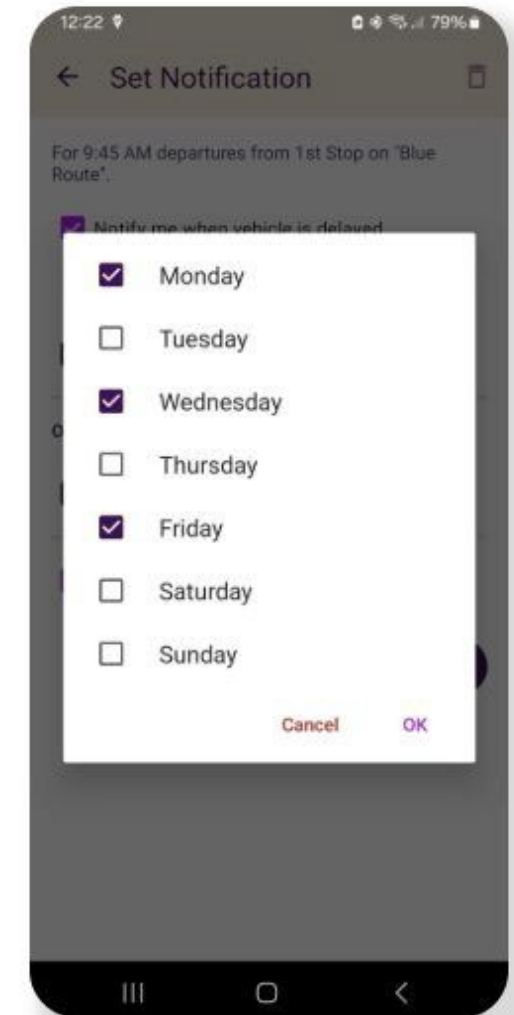 12:22
79%
Set Notification
For 9:45 AM departures from 1st Stop on "Blue
Route".
Notify me when vehicle is delayed
Monday
Tuesday
Wednesday
Thursday
Friday
Saturday
Sunday
Cancel OK